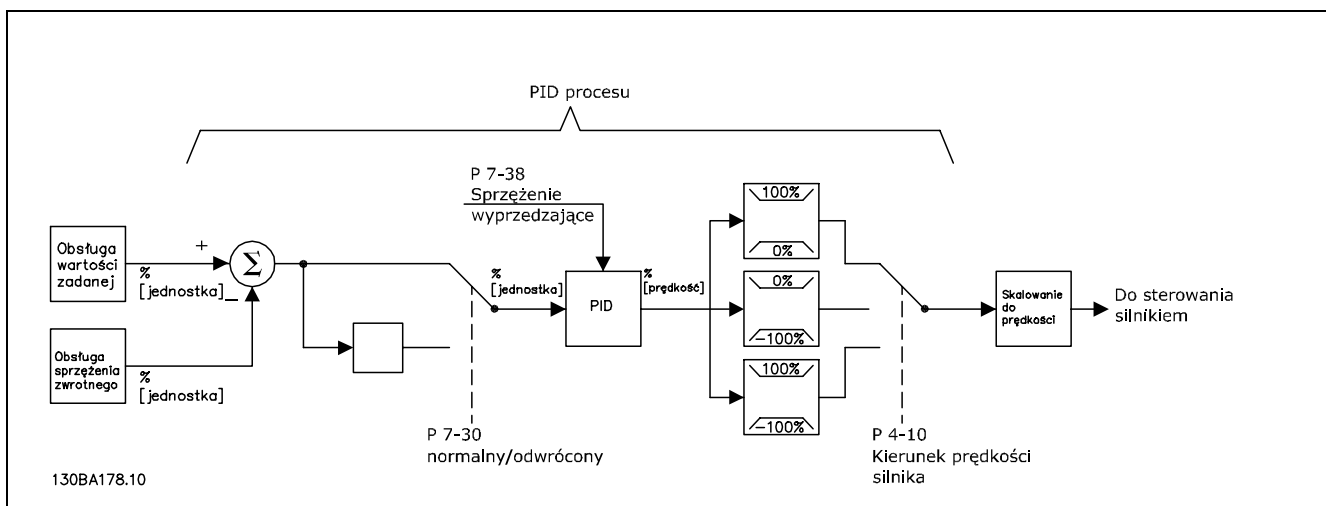 PID procesu
P 7-38
Sprzężenie
wyprzedzające
100%
0%
Obsługa
wartości
zadanej
+
%
[jednostka]
–
Σ
%
[jednostka]
PID
%
[prędkość]
0%
–100%
Skalowanie
do
prędkości
Do sterowania
silnikiem
Obsługa
sprzężenia
zwrotnego
%
[jednostka]
100%
–100%
P 7-30
normalny/odwrócony
P 4-10
Kierunek prędkości
silnika
130BA178.10